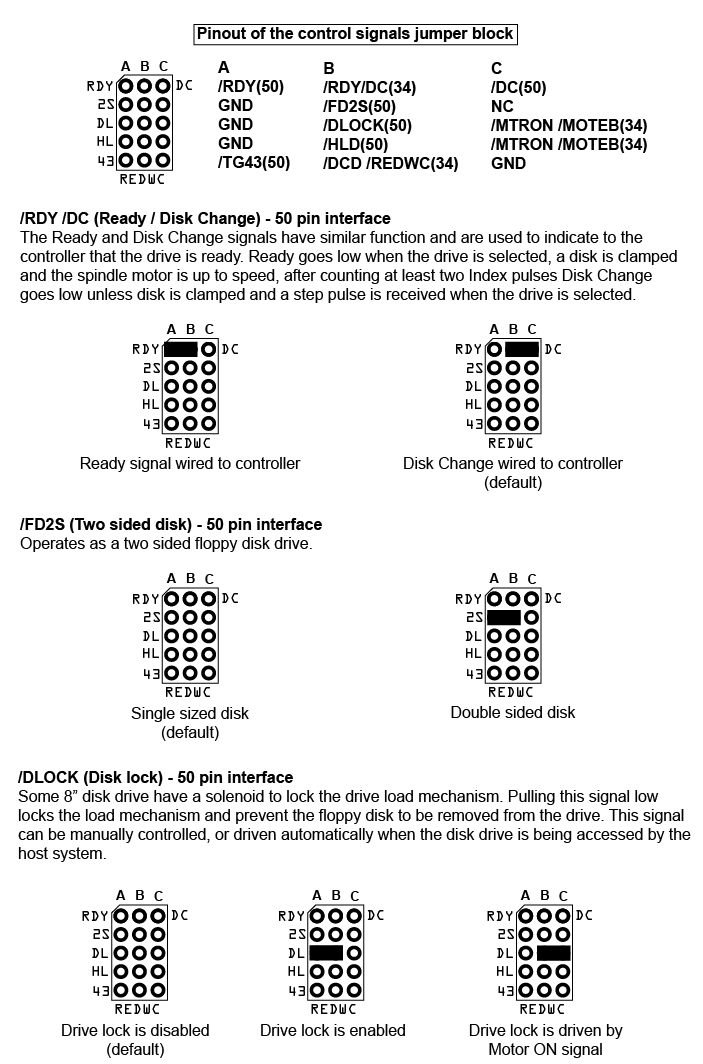 Pinout of the control signals jumper block
A B C A B C
RDY DC /RDY(50) /RDY/DC(34) /DC(50)
2S GND /FD2S(50) NC
DL GND /DLOCK(50) /MTRON /MOTEB(34)
HL GND /HLD(50) /MTRON /MOTEB(34)
43 /TG43(50) /DCD /REDWC(34) GND
REDWC
/RDY /DC (Ready / Disk Change) - 50 pin interface
The Ready and Disk Change signals have similar function and are used to indicate to the
controller that the drive is ready. Ready goes low when the drive is selected, a disk is clamped
and the spindle motor is up to speed, after counting at least two Index pulses Disk Change
goes low unless disk is clamped and a step pulse is received when the drive is selected.
A B C
RDY DC
2S
DL
HL
43
REDWC
Ready signal wired to controller
A B C
RDY DC
2S
DL
HL
43
REDWC
Disk Change wired to controller
(default)
/FD2S (Two sided disk) - 50 pin interface
Operates as a two sided floppy disk drive.
A B C
RDY DC
2S
DL
HL
43
REDWC
Single sized disk
(default)
A B C
RDY DC
2S
DL
HL
43
REDWC
Double sided disk
/DLOCK (Disk lock) - 50 pin interface
Some 8” disk drive have a solenoid to lock the drive load mechanism. Pulling this signal low
locks the load mechanism and prevent the floppy disk to be removed from the drive. This signal
can be manually controlled, or driven automatically when the disk drive is being accessed by the
host system.
A B C
RDY DC
2S
DL
HL
43
REDWC
Drive lock is disabled
(default)
A B C
RDY DC
2S
DL
HL
43
REDWC
Drive lock is enabled
A B C
RDY DC
2S
DL
HL
43
REDWC
Drive lock is driven by
Motor ON signal